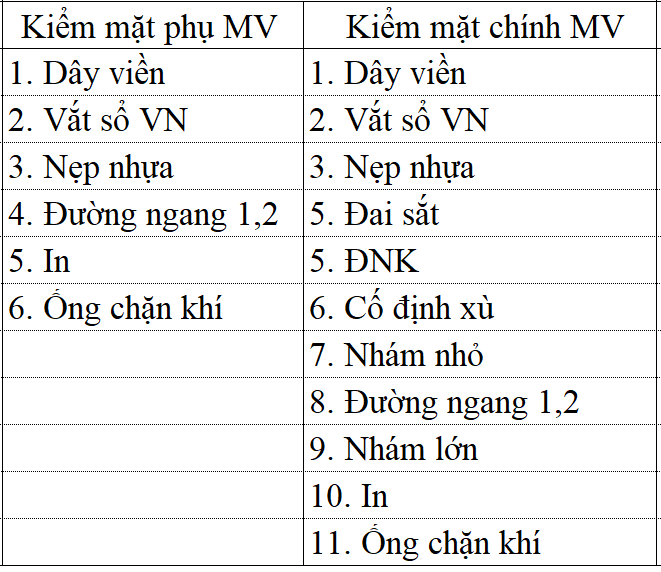 Kiểm mặt phụ MV	Kiểm mặt chính MV
1. Dây viền	1. Dây viền
2. Vắt sổ VN	2. Vắt sổ VN
3. Nẹp nhựa	3. Nẹp nhựa
4. Đường ngang 1,2	5. Đai sắt
5. In	5. ĐNK
6. Ống chặn khí	6. Cố định xù
7. Nhám nhỏ
8. Đường ngang 1,2
9. Nhám lớn
10. In
11. Ống chặn khí